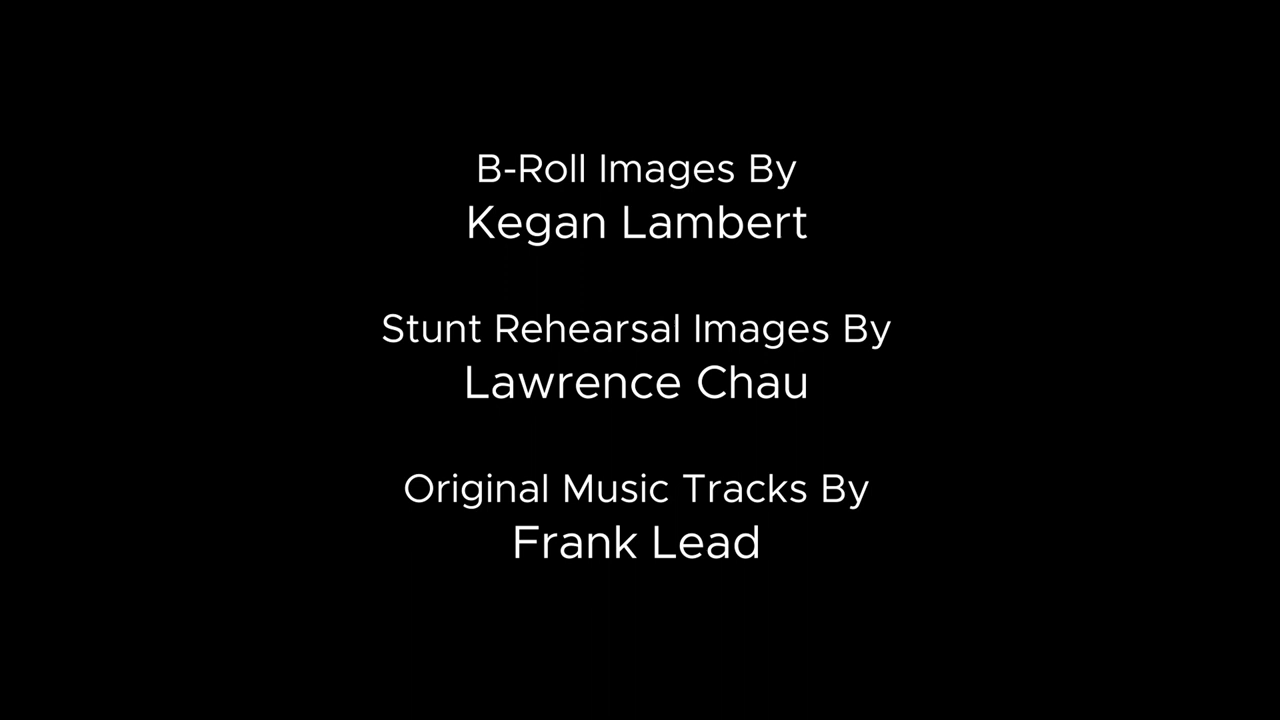 B-Roll Images By
Kegan Lambert
Stunt Rehearsal Images By
Lawrence Chau
Original Music Tracks By
Frank Lead